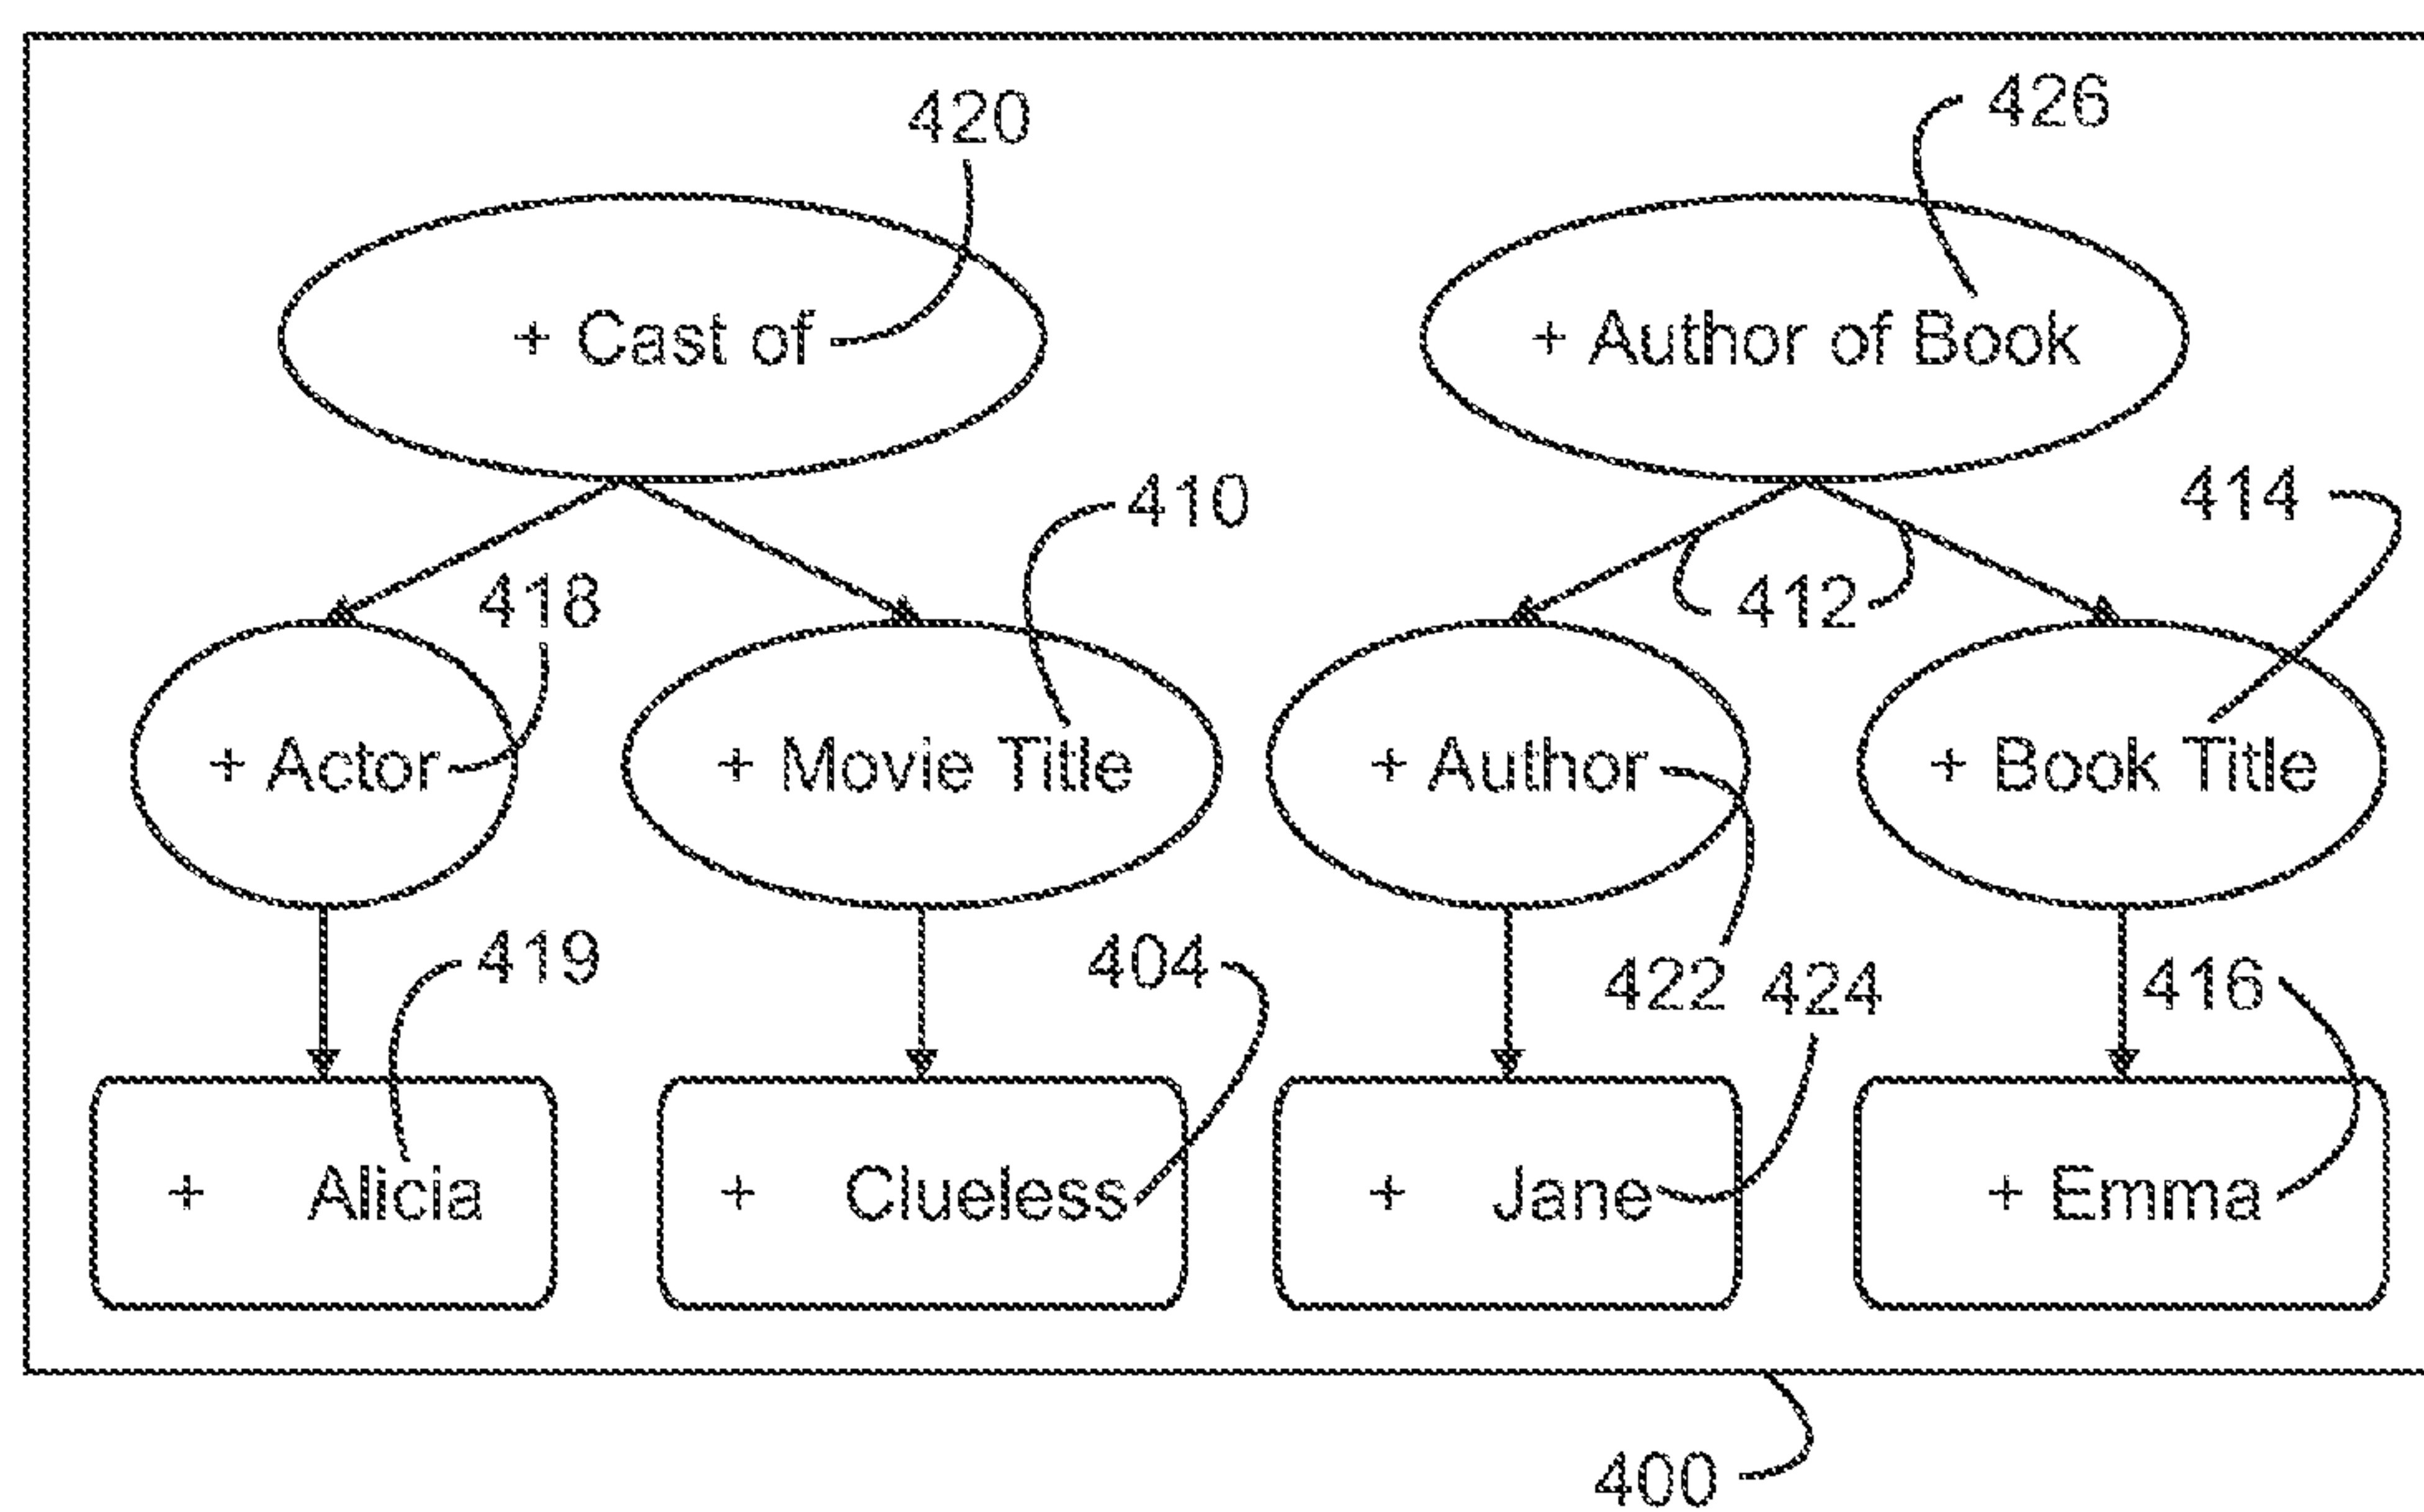 420
426
+ Cast of
+ Author of Book
410
414
418
412
+ Actor
+ Movie Title
+ Author
+ Book Title
419
404
422
424
416
+ Alicia
+ Clueless
+ Jane
+ Emma
400